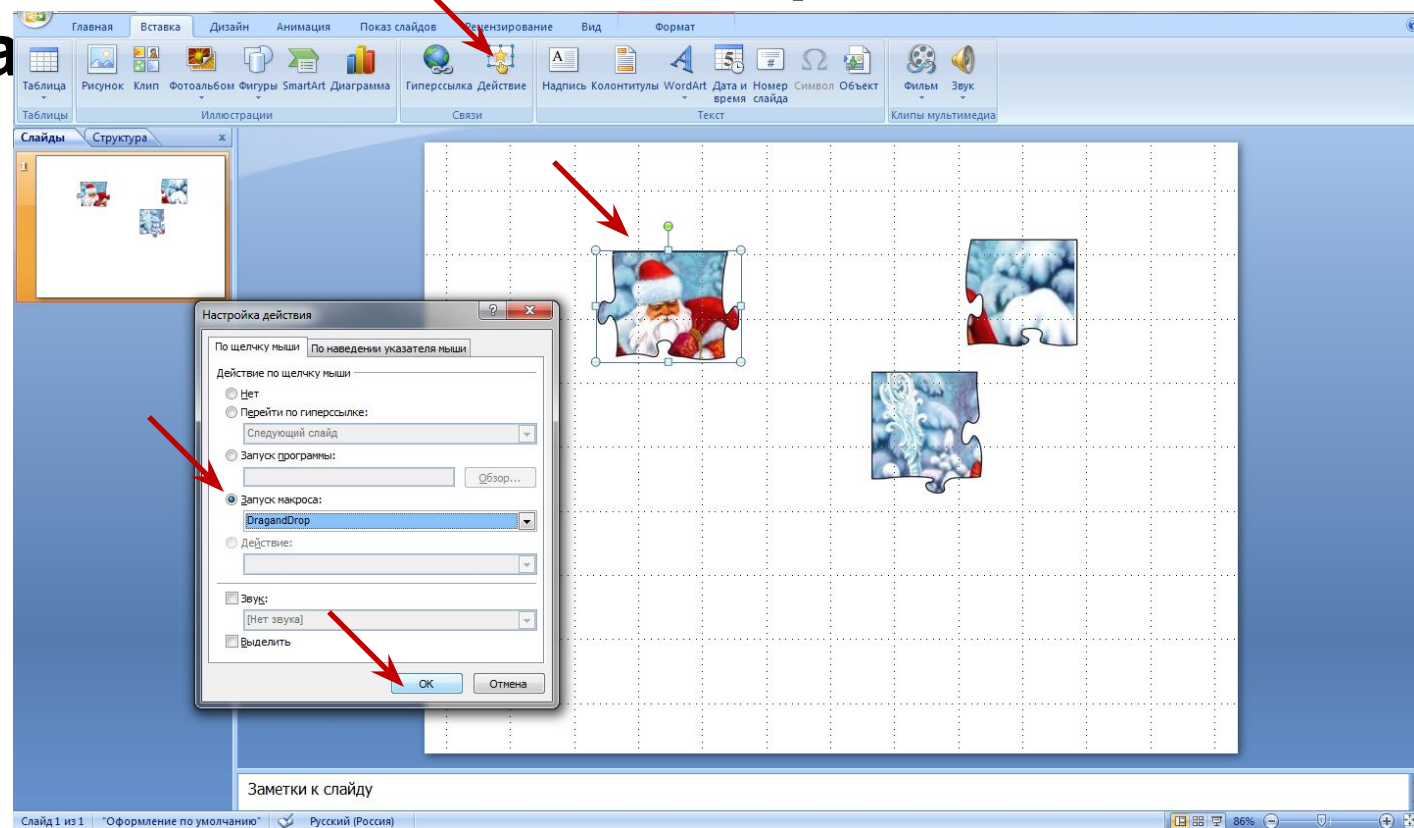 Главная Вставка Дизайн Анимация Показ слайдов Рецензирование Вид Формат
а
Таблица Рисунок Клип Фотоальбом Фигуры SmartArt Диаграмма Гиперссылка Действие Надпись Колонтитулы WordArt Дата и время Номер слайда Символ Объект Фильм Звук
Таблицы Иллюстрации Связи Текст Клипы мультимедиа
Слайды Структура x
1
Настройка действия
По щелчку мыши По наведении указателя мыши
Действие по щелчку мыши
Нет
Перейти по гиперссылке:
Следующий слайд
Запуск программы:
Обзор...
Запуск макроса:
DragandDrop
Действие:
Звук:
[Нет звука]
Выделить
ОК Отмена
Заметки к слайду
Слайд 1 из 1 "Оформление по умолчанию" Русский (Россия) 86%